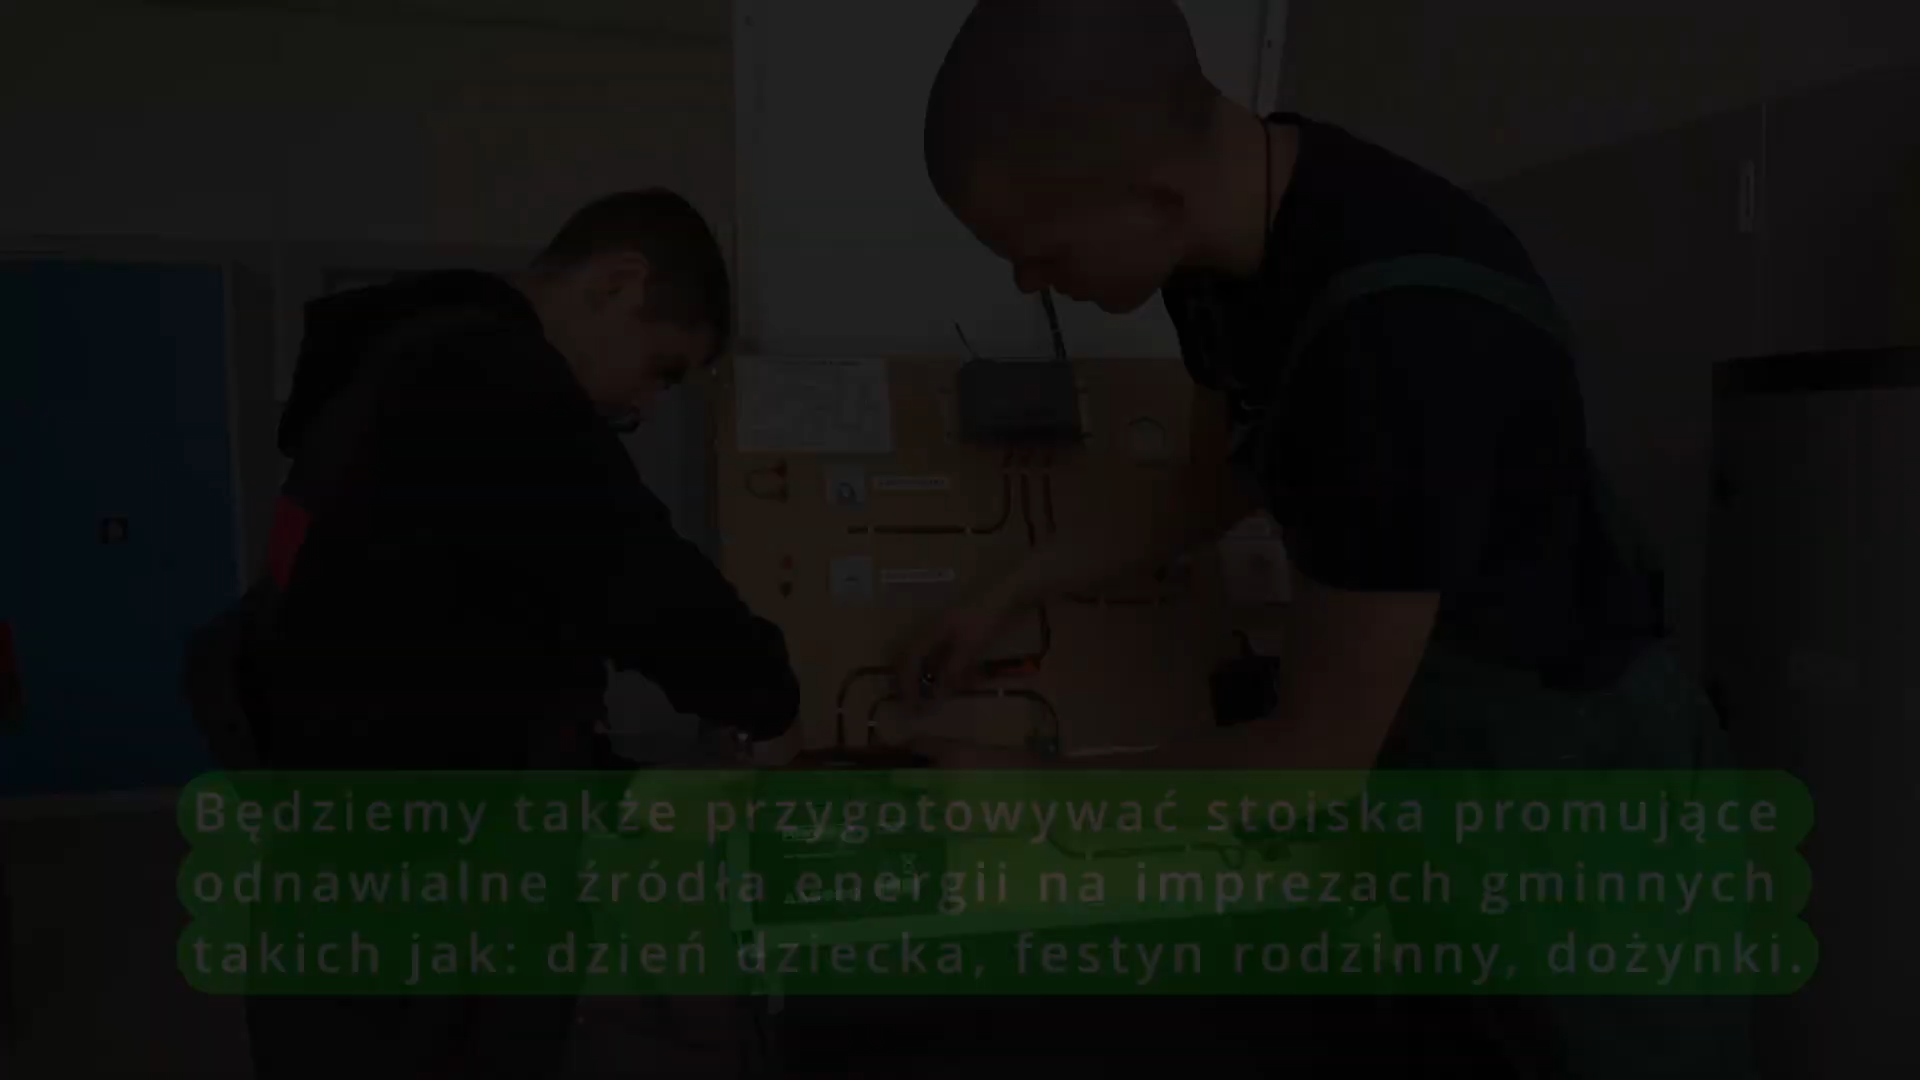 Będziemy także przygotowywać stoiska promujące
odnawialne źródła energii na imprezach gminnych
takich jak: dzień dziecka, festyn rodzinny, dożynki.